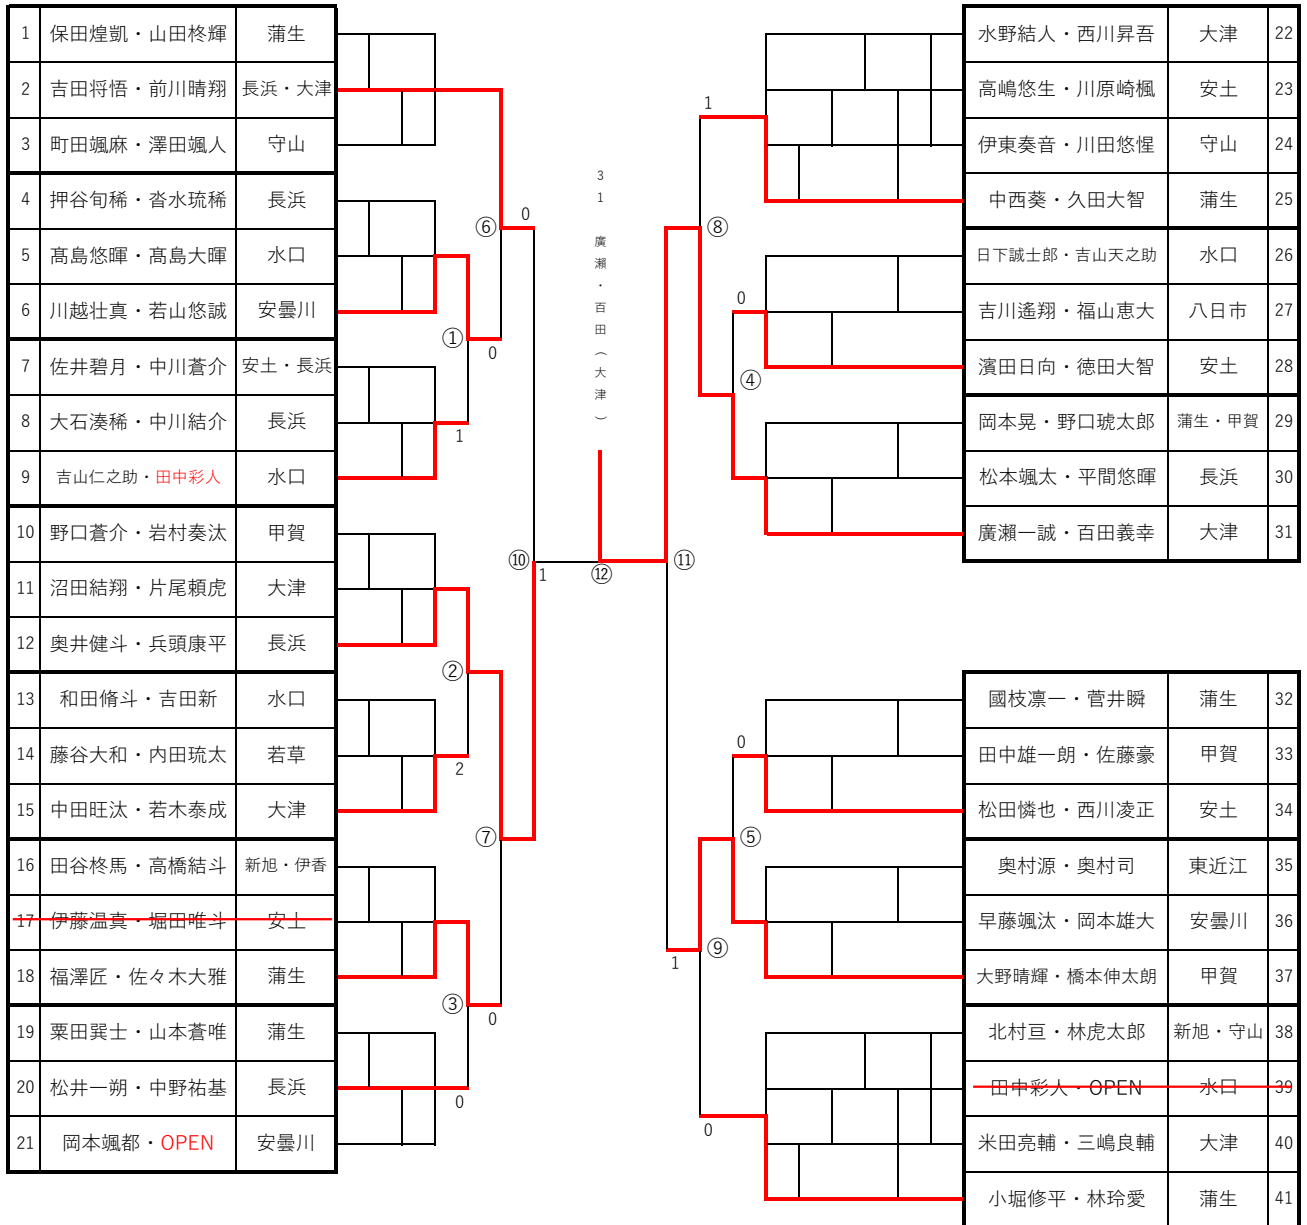 1 保田煌凱・山田柊輝 蒲生
2 吉田将悟・前川晴翔 長浜・大津
3 町田颯麻・澤田颯人 守山
4 押谷旬稀・沓水琉稀 長浜
5 髙島悠暉・髙島大暉 水口
6 川越壮真・若山悠誠 安曇川
7 佐井碧月・中川蒼介 安土・長浜
8 大石湊稀・中川結介 長浜
9 吉山仁之助・田中彩人 水口
10 野口蒼介・岩村奏汰 甲賀
11 沼田結翔・片尾頼虎 大津
12 奥井健斗・兵頭康平 長浜
13 和田脩斗・吉田新 水口
14 藤谷大和・内田琉太 若草
15 中田旺汰・若木泰成 大津
16 田谷柊馬・高橋結斗 新旭・伊香
17 伊藤温真・堀田唯斗 安土
18 福澤匠・佐々木大雅 蒲生
19 粟田巽士・山本蒼唯 蒲生
20 松井一朔・中野祐基 長浜
21 岡本颯都・OPEN 安曇川
⑥
0
①
0
1
⑩
1
②
2
⑦
③
0
0
31 廣瀬・百田（大津）
⑫
1
⑧
0
④
⑪
0
⑤
⑨
1
0
水野結人・西川昇吾 大津 22
高嶋悠生・川原崎楓 安土 23
伊東奏音・川田悠惺 守山 24
中西葵・久田大智 蒲生 25
日下誠士郎・吉山天之助 水口 26
吉川遙翔・福山恵大 八日市 27
濱田日向・徳田大智 安土 28
岡本晃・野口琥太郎 蒲生・甲賀 29
松本颯太・平間悠暉 長浜 30
廣瀬一誠・百田義幸 大津 31
國枝凛一・菅井瞬 蒲生 32
田中雄一朗・佐藤豪 甲賀 33
松田憐也・西川凌正 安土 34
奥村源・奥村司 東近江 35
早藤颯汰・岡本雄大 安曇川 36
大野晴輝・橋本伸太朗 甲賀 37
北村亘・林虎太郎 新旭・守山 38
田中彩人・OPEN 水口 39
米田亮輔・三嶋良輔 大津 40
小堀修平・林玲愛 蒲生 41